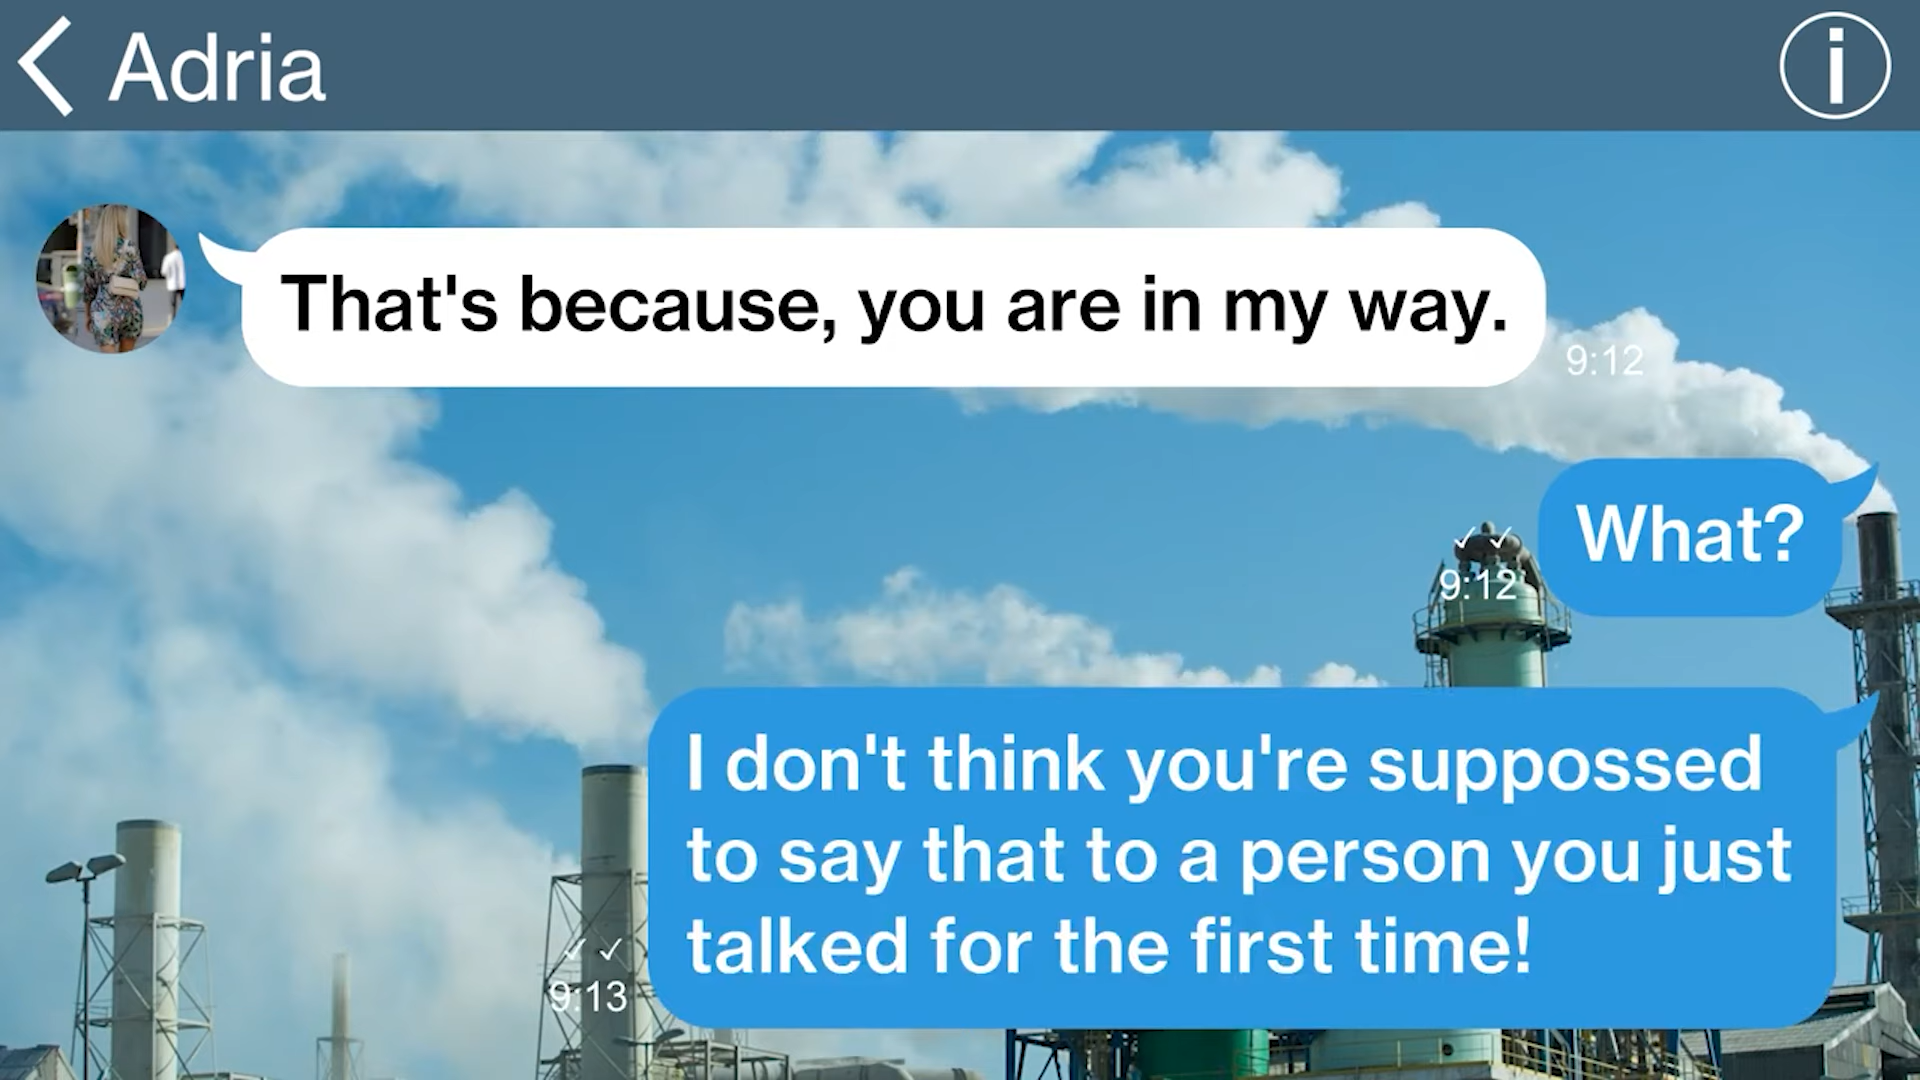 Adria
That's because, you are in my way.
9:12
What?
9:12
I don't think you're suppossed
to say that to a person you just
talked for the first time!
9:13